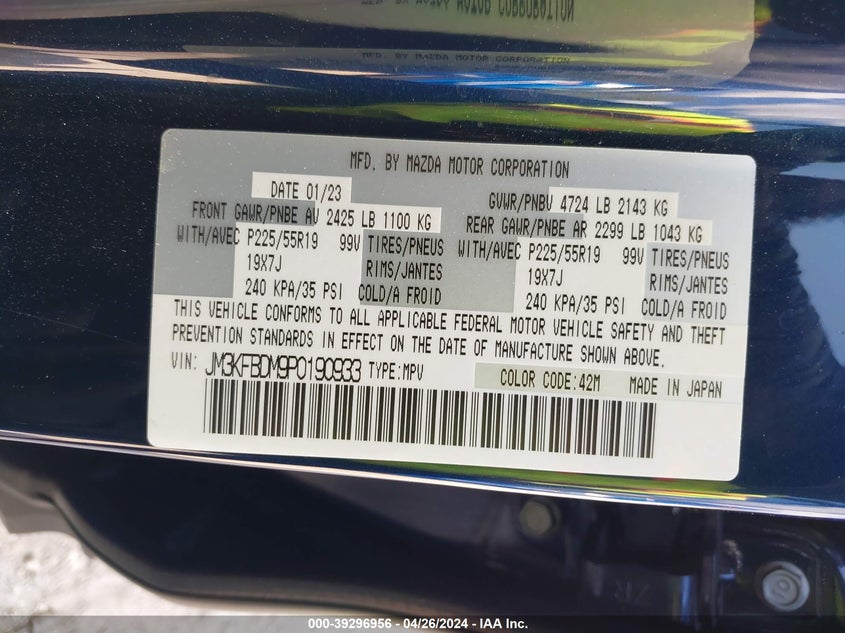 MFD. BY MAZDA MOTOR CORPORATION
MFD. BY MAZDA MOTOR CORPORATION
DATE 01/23 GVWR/PNBV 4724 LB 2143 KG
FRONT GAWR/PNBE AV 2425 LB 1100 KG REAR GAWR/PNBE AR 2299 LB 1043 KG
WITH/AVEC P225/55R19 99V TIRES/PNEUS WITH/AVEC P225/55R19 99V TIRES/PNEUS
19X7J RIMS/JANTES 19X7J RIMS/JANTES
240 KPA/35 PSI COLD/A FROID 240 KPA/35 PSI COLD/A FROID
THIS VEHICLE CONFORMS TO ALL APPLICABLE FEDERAL MOTOR VEHICLE SAFETY AND THEFT
PREVENTION STANDARDS IN EFFECT ON THE DATE OF MANUFACTURE SHOWN ABOVE.
VIN: JM3KFBDM9P0190933 TYPE:MPV COLOR CODE:42M MADE IN JAPAN
000-39296956 - 04/26/2024 - IAA Inc.